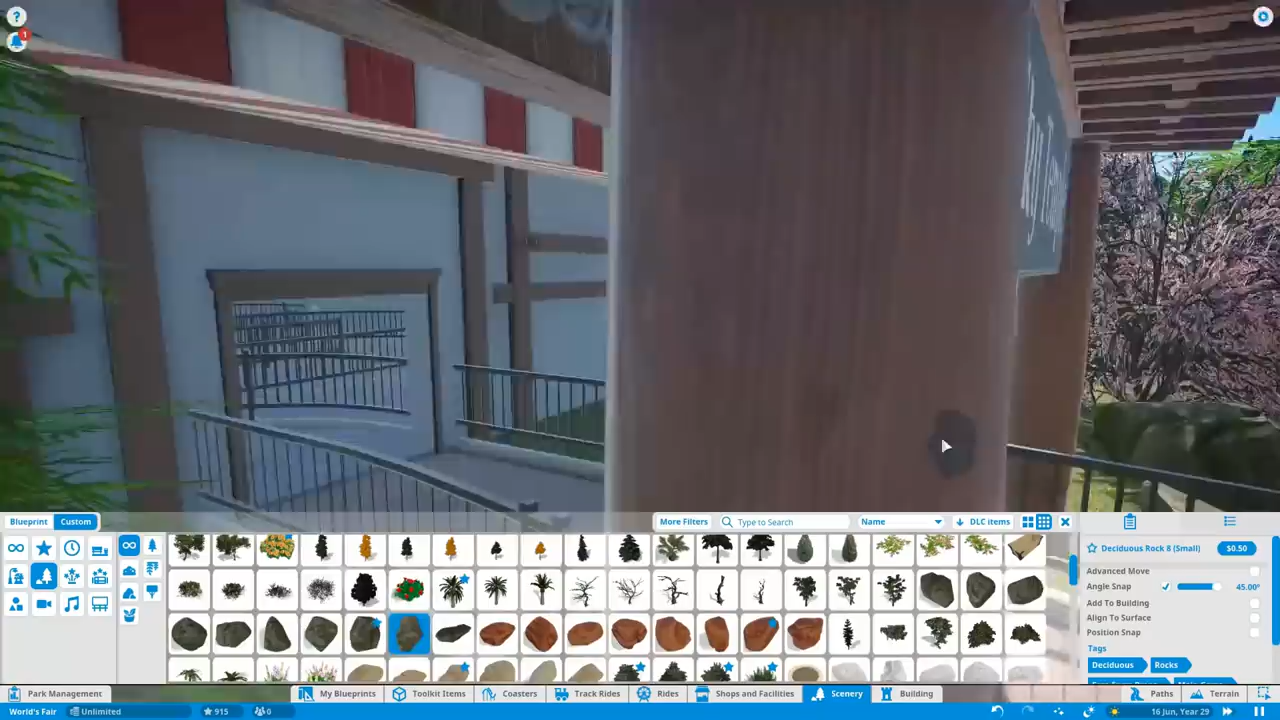 ?
1
Blueprint
Custom
More Filters
Type to Search
Name
DLC items
Deciduous Rock 8 (Small)
$0.50
Advanced Move
Angle Snap
45.00°
Add To Building
Align To Surface
Position Snap
Tags
Deciduous
Rocks
Park Management
My Blueprints
Toolkit Items
Coasters
Track Rides
Rides
Shops and Facilities
Scenery
Building
Paths
Terrain
World's Fair
Unlimited
915
0
16 Jun, Year 29